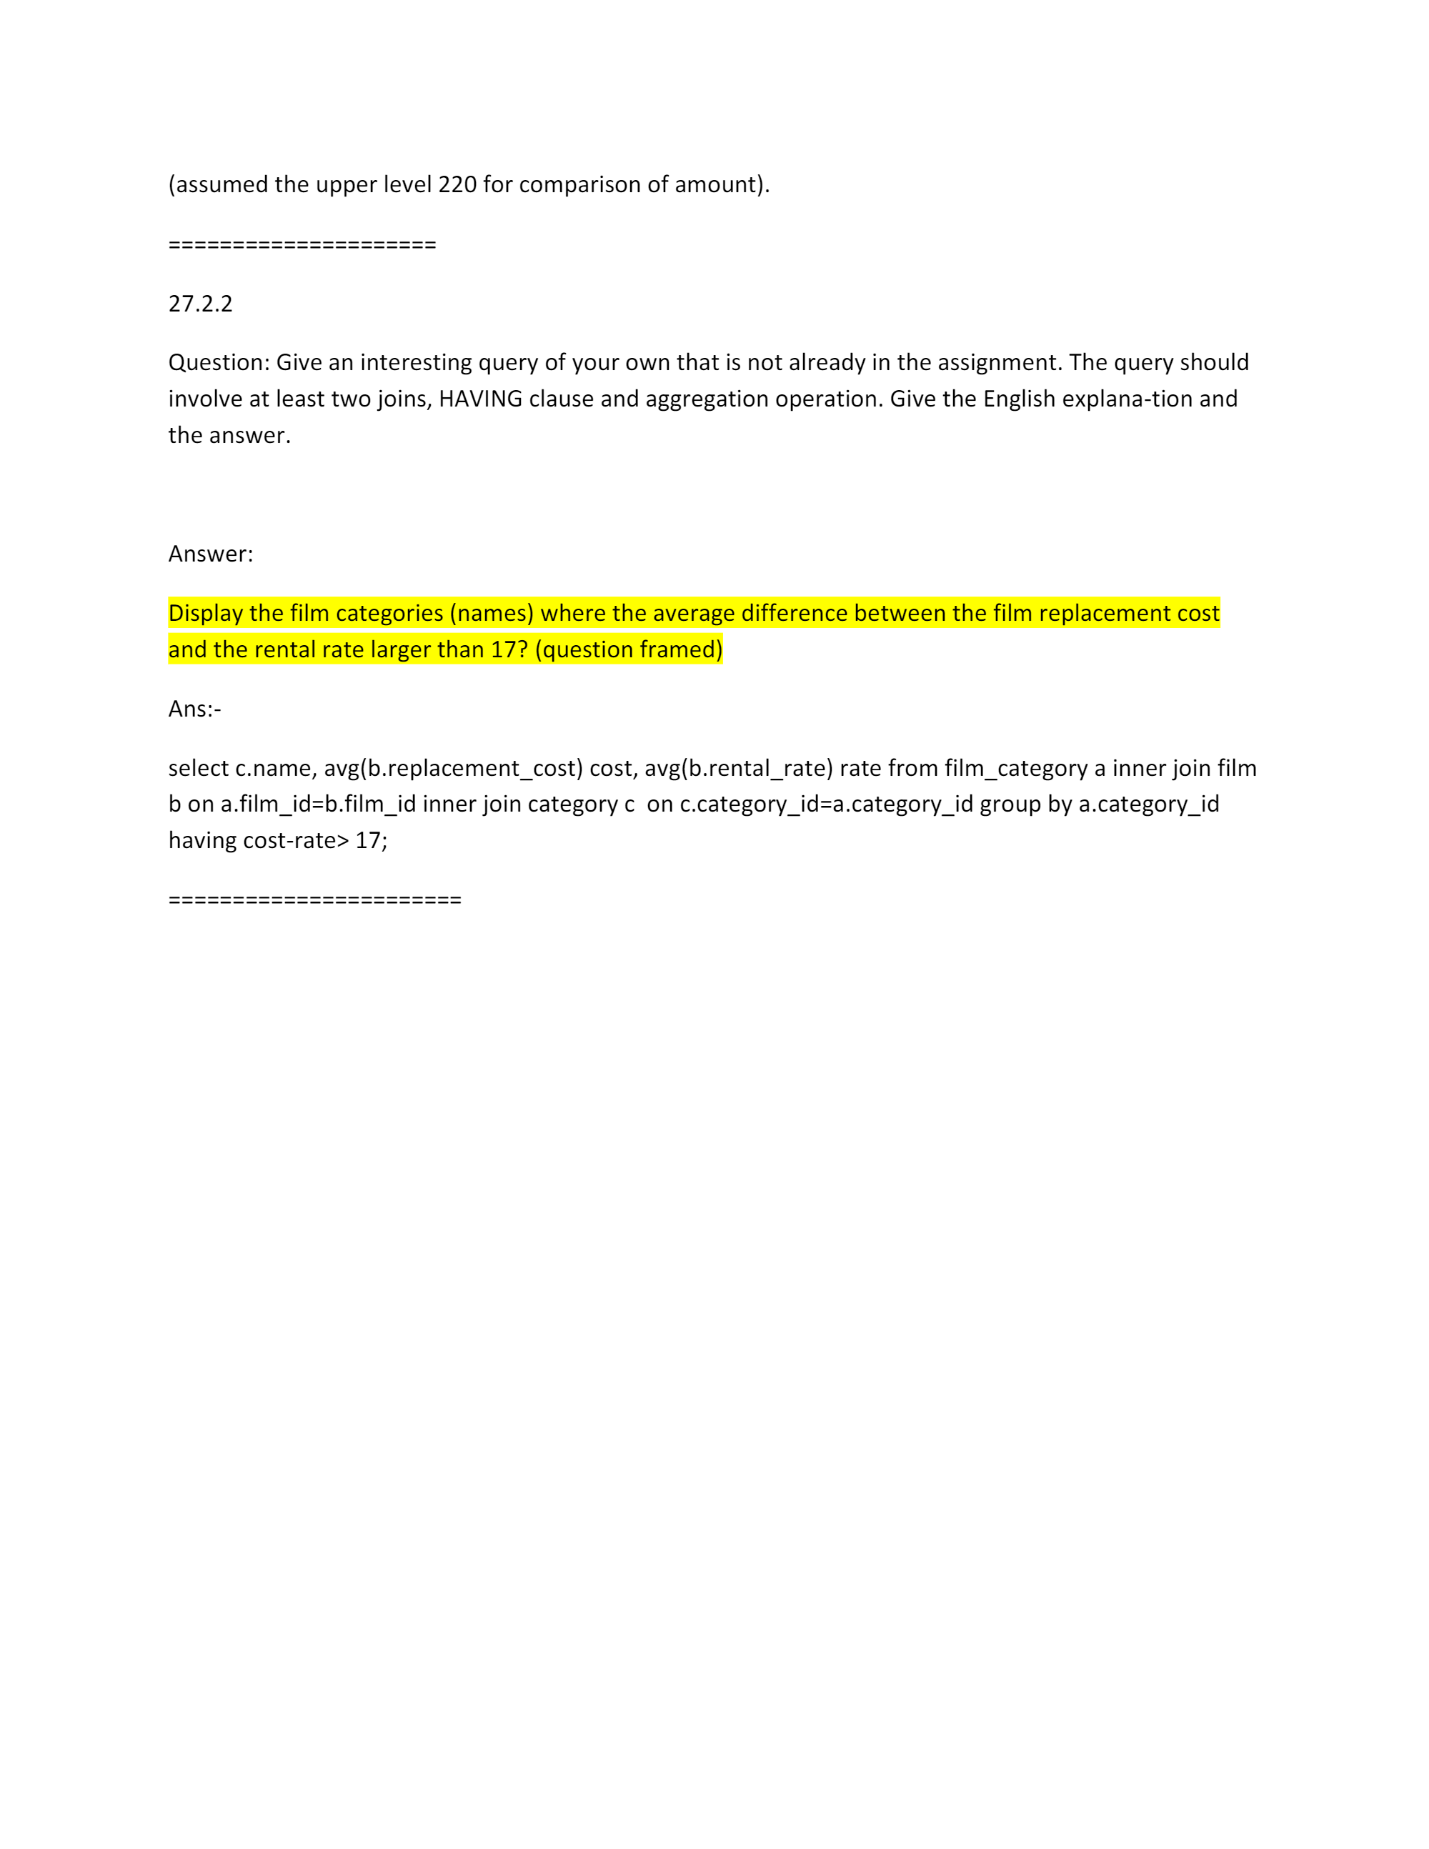 (assumed the upper level 220 for comparison of amount).
=====================
27.2.2
Question: Give an interesting query of your own that is not already in the assignment. The query should
involve at least two joins, HAVING clause and aggregation operation. Give the English explana-tion and
the answer.
Answer:
Display the film categories (names) where the average difference between the film replacement cost
and the rental rate larger than 17? (question framed)
Ans:-
select c.name, avg(b.replacement_cost) cost, avg(b.rental_rate) rate from film_category a inner join film
b on a.film_id=b.film_id inner join category c  on c.category_id=a.category_id group by a.category_id
having cost-rate> 17;
=======================